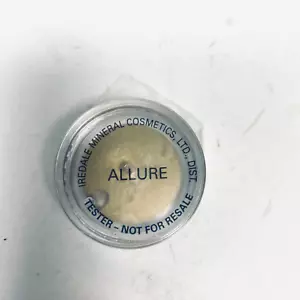 IREDALE MINERAL COSMETICS, LTD., DIST.
ALLURE
TESTER – NOT FOR RESALE